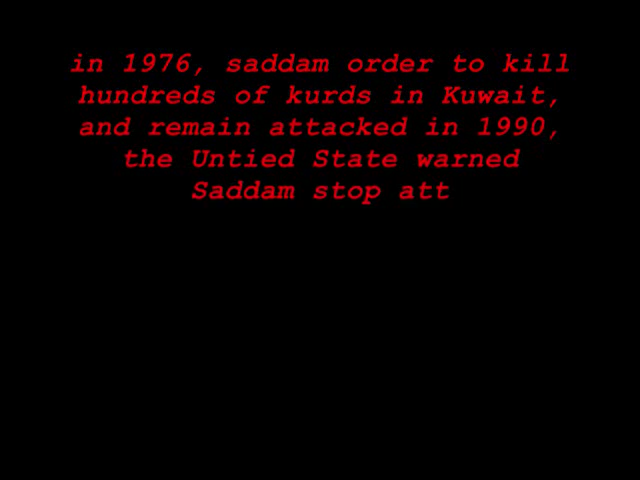 in 1976, saddam order to kill
hundreds of kurds in Kuwait,
and remain attacked in 1990,
the Untied State warned
Saddam stop att